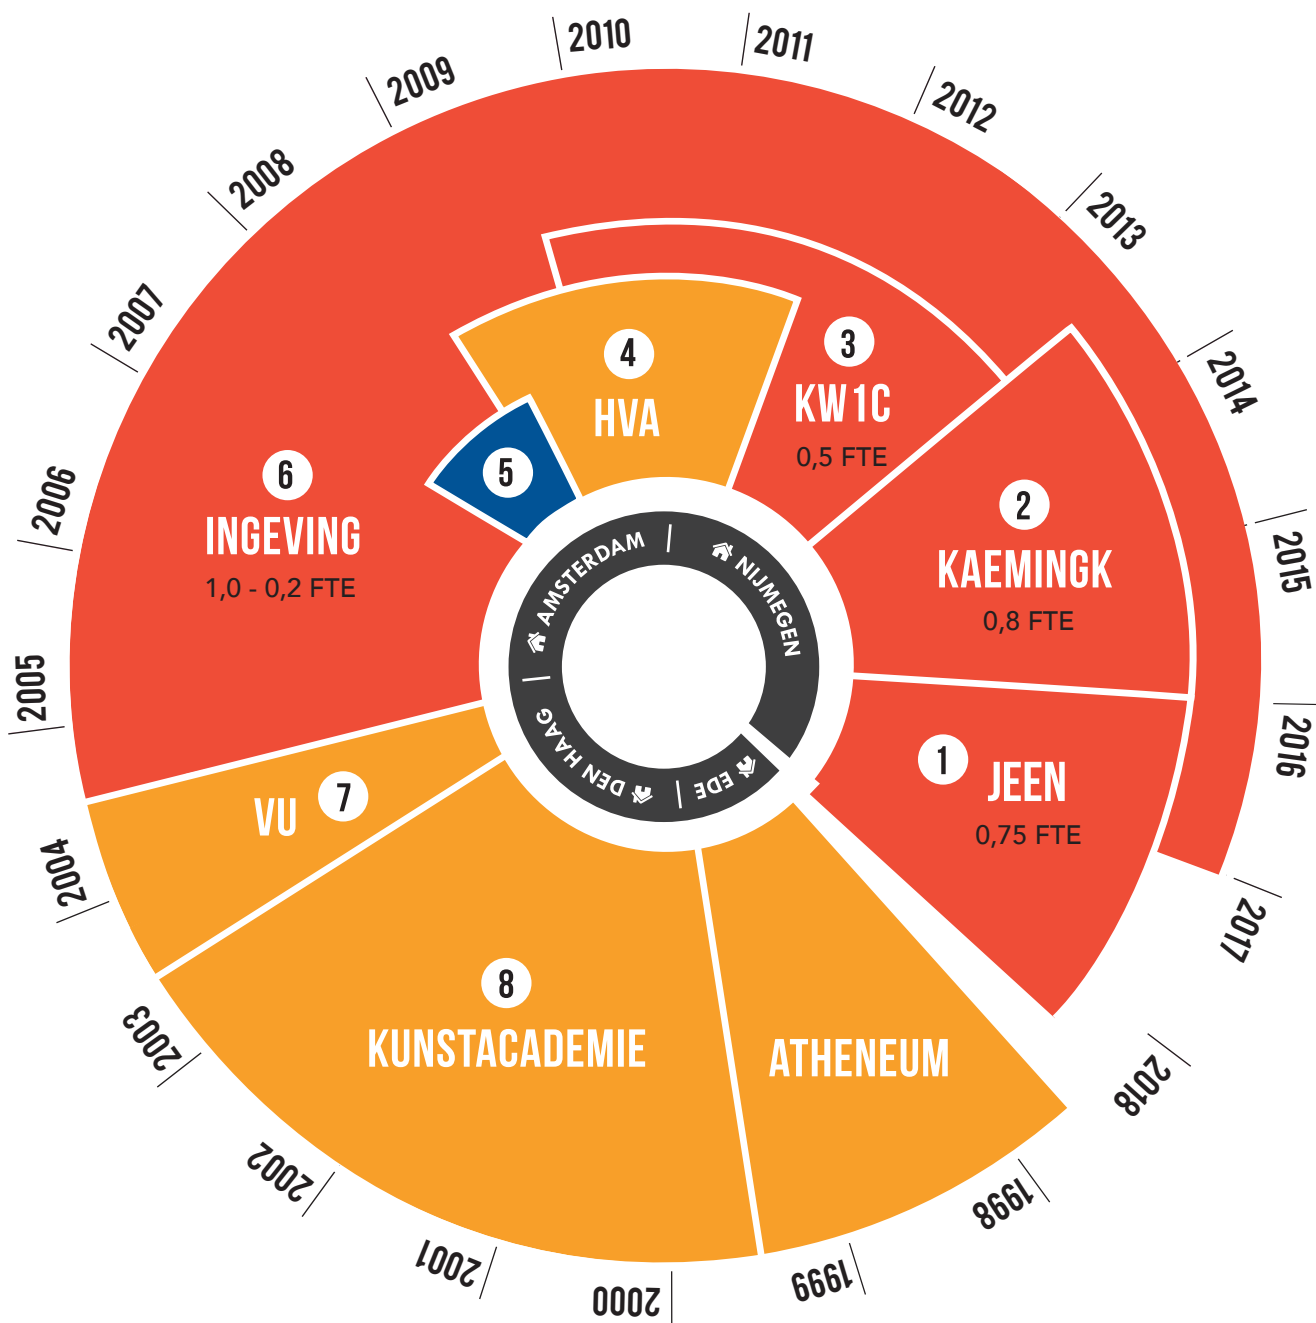 2010
2011
2012
2013
2014
2015
2016
2017
2018
1998
1999
2000
2001
2002
2003
2004
2005
2006
2007
2008
2009
1
JEEN
0,75 FTE
2
KAEMINGK
0,8 FTE
3
KW1C
0,5 FTE
4
HVA
5
6
INGEVING
1,0 - 0,2 FTE
7
VU
8
KUNSTACADEMIE
ATHENEUM
EDE
DEN HAAG
AMSTERDAM
NIJMEGEN